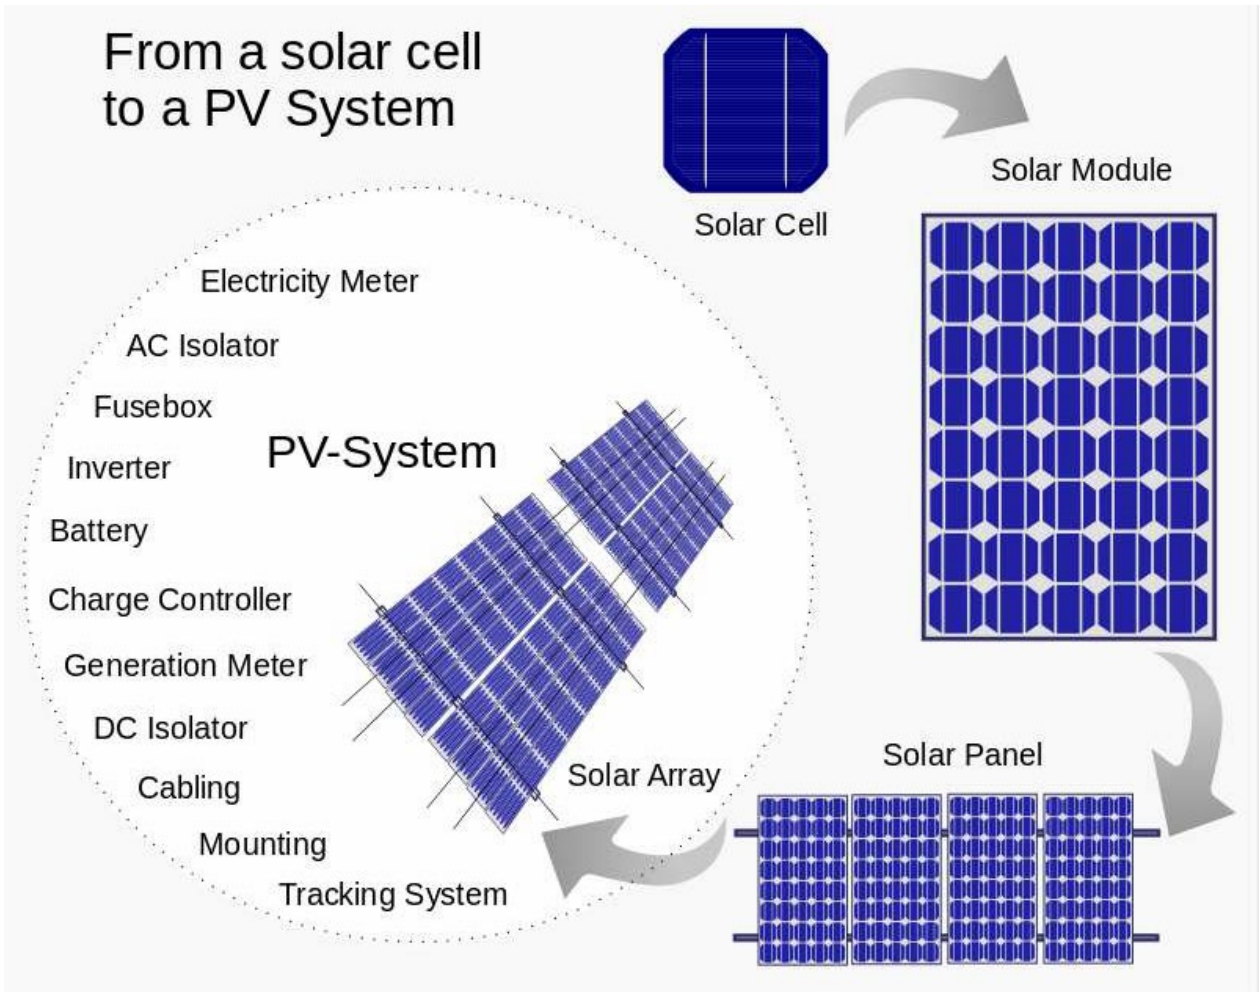 From a solar cell
to a PV System
Solar Cell
Solar Module
Electricity Meter
AC Isolator
Fusebox
Inverter
PV-System
Battery
Charge Controller
Generation Meter
DC Isolator
Cabling
Mounting
Tracking System
Solar Array
Solar Panel